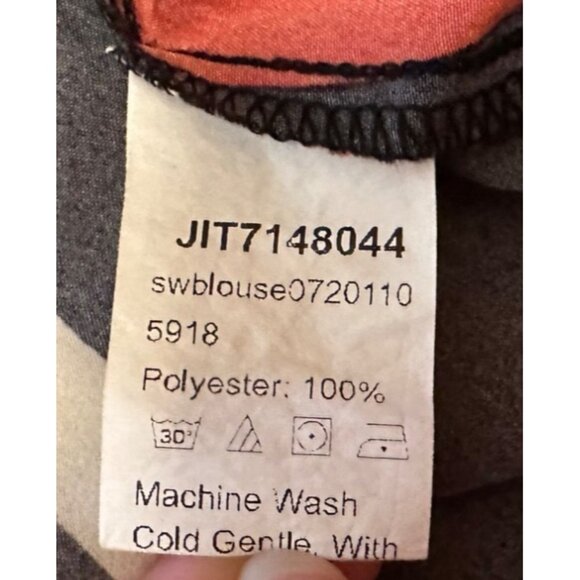 JIT7148044
swblouse0720110
5918
Polyester: 100%
30°
Machine Wash
Cold Gentle, With